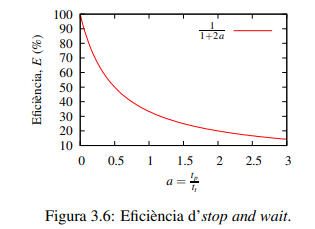 100
90
80
70
60
50
40
30
20
10
Eficiència, E (%)
1
1+2a
0 0.5 1 1.5 2 2.5 3
a = tp/tt
Figura 3.6: Eficiència d'stop and wait.